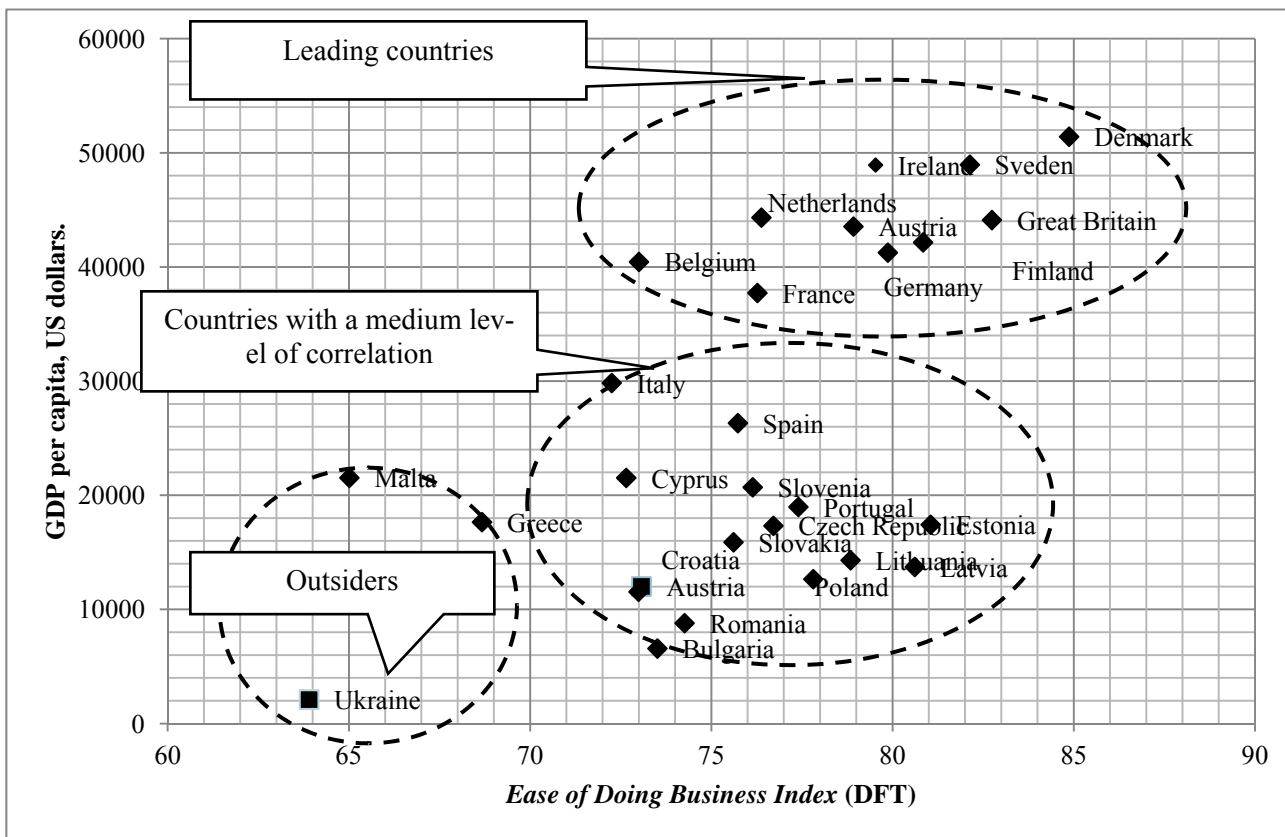 GDP per capita, US dollars.
60000
50000
40000
30000
20000
10000
0
Leading countries
Denmark
Ireland
Sveden
Netherlands
Austria
Great Britain
Belgium
Finland
France
Germany
Countries with a medium lev-
el of correlation
Italy
Spain
Malta
Cyprus
Slovenia
Portugal
Greece
Czech Republic
Estonia
Slovakia
Croatia
Lithuania
Latvia
Outsiders
Austria
Poland
Romania
Bulgaria
Ukraine
60
65
70
75
80
85
90
Ease of Doing Business Index (DFT)